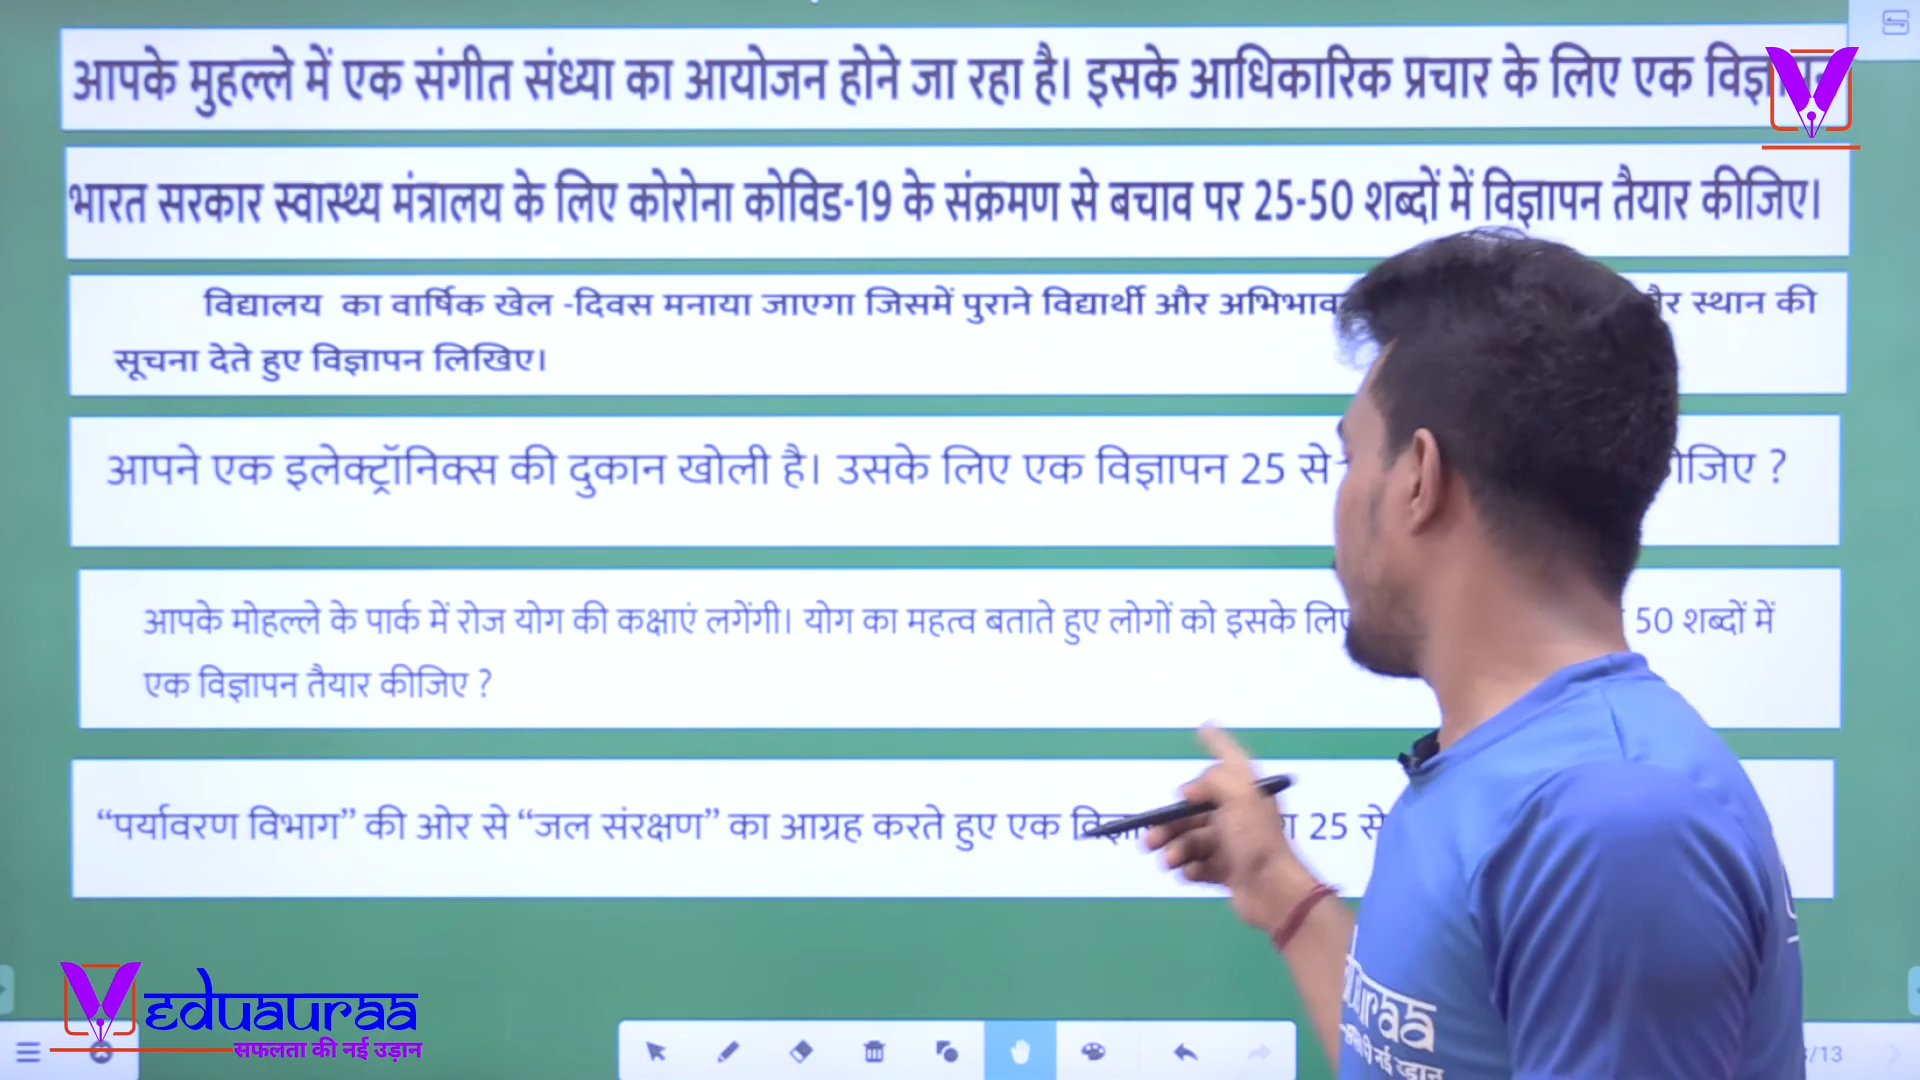 आपके मुहल्ले में एक संगीत संध्या का आयोजन होने जा रहा है। इसके आधिकारिक प्रचार के लिए एक
भारत सरकार स्वास्थ्य मंत्रालय के लिए कोरोना कोविड-19 के संक्रमण से बचाव पर 25-50 शब्दों में विज्ञापन तैयार कीजिए।
विद्यालय का वार्षिक खेल -दिवस मनाया जाएगा जिसमें पुराने विद्यार्थी और स्थान की
सूचना देते हुए विज्ञापन लिखिए।
आपने एक इलेक्ट्रॉनिक्स की दुकान खोली है। उसके लिए एक विज्ञापन 25 से ?
आपके मोहल्ले के पार्क में रोज योग की कक्षाएं लगेंगी। योग का महत्व बताते हुए लोगों को इसके 50 शब्दों में
एक विज्ञापन तैयार कीजिए ?
“पर्यावरण विभाग” की ओर से “जल संरक्षण” का आग्रह करते हुए एक 25 से
eduauraa
सफलता की नई उड़ान
/13